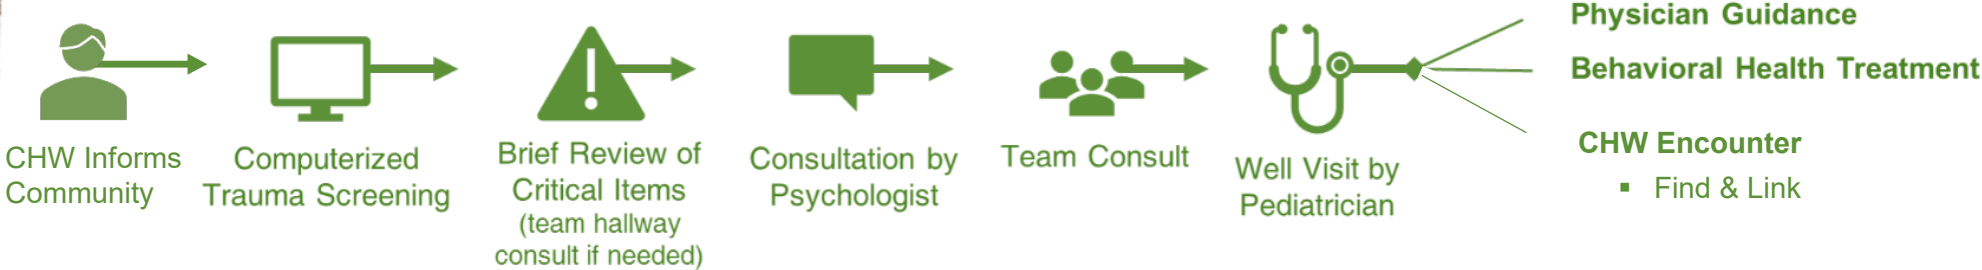 CHW Informs
Community
Computerized
Trauma Screening
Brief Review of
Critical Items
(team hallway
consult if needed)
Consultation by
Psychologist
Team Consult
Well Visit by
Pediatrician
Physician Guidance
Behavioral Health Treatment
CHW Encounter
▪ Find & Link